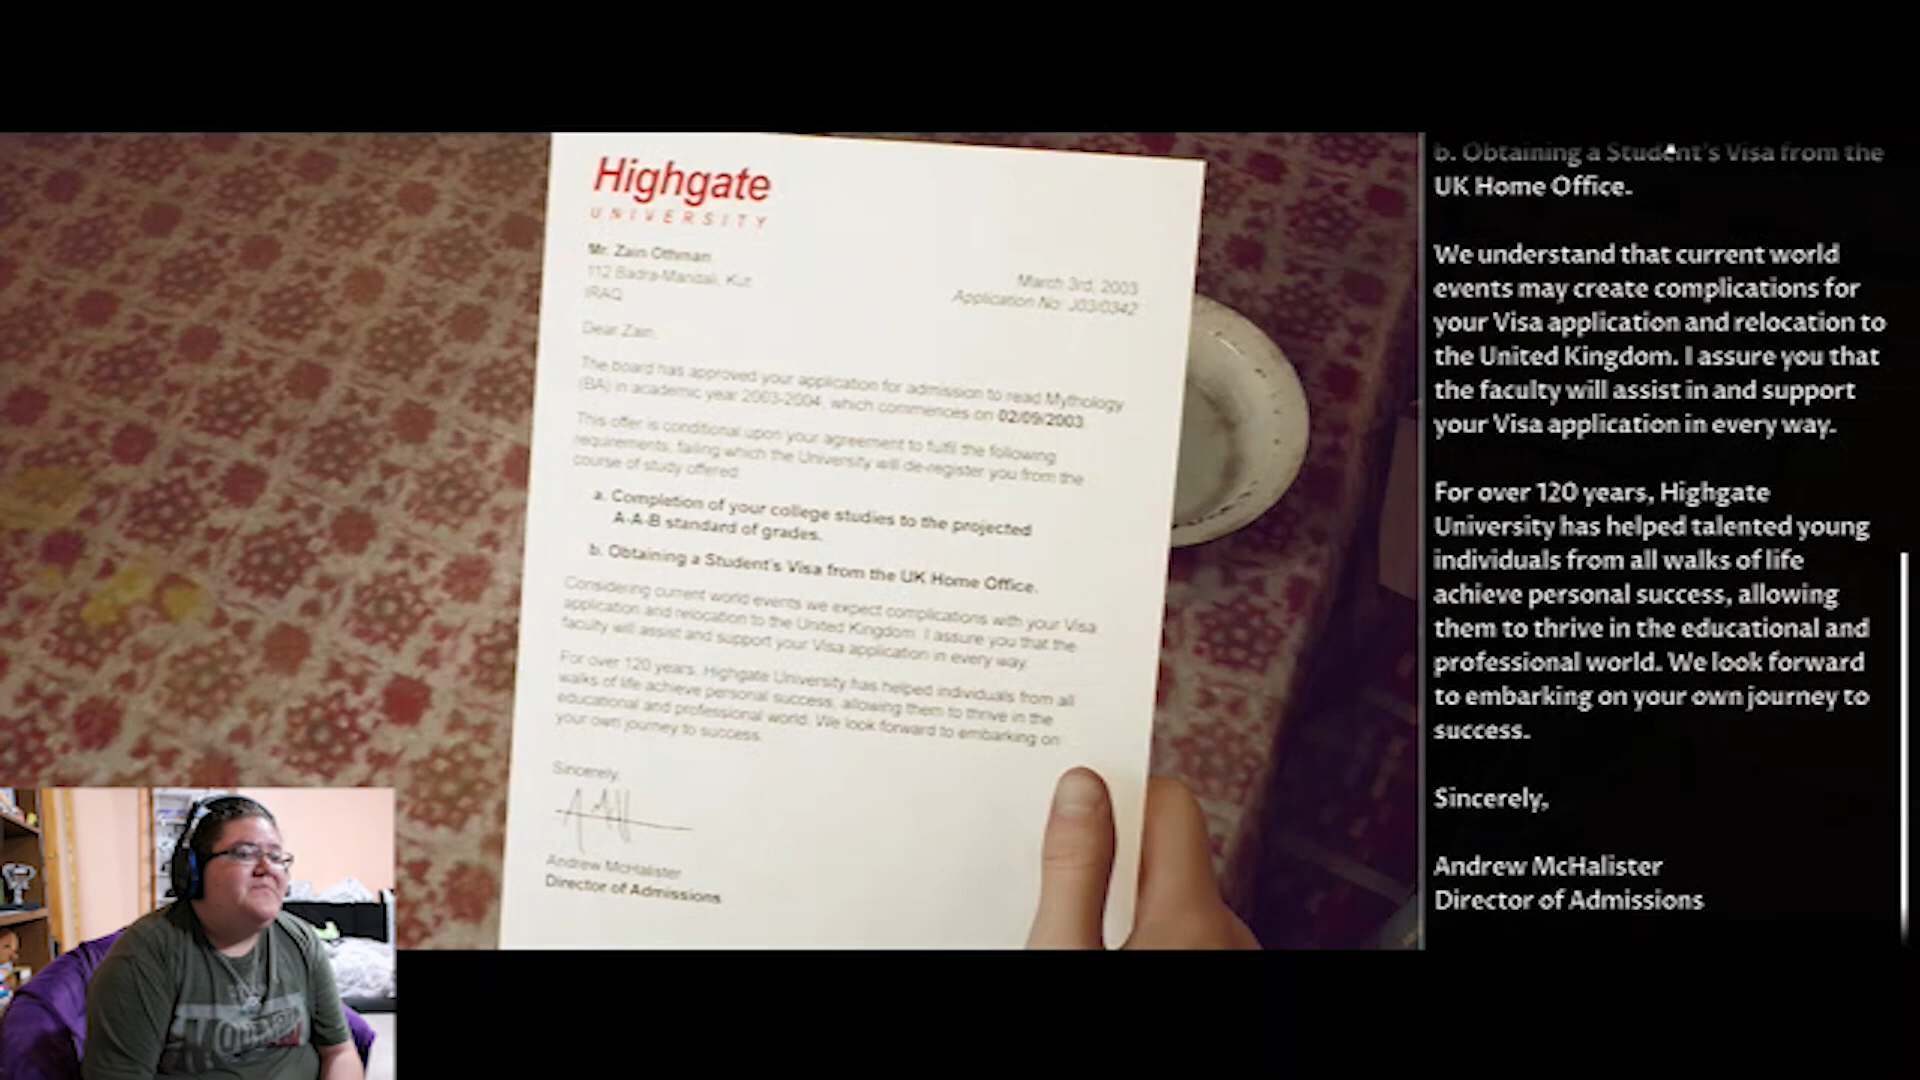 Highgate
UNIVERSITY
Mr. Zain Othman
112 Badra-Mandali, Kut
IRAQ
March 3rd, 2003
Application No: J03/0342
Dear Zain,
The board has approved your application for admission to read Mythology
(BA) in academic year 2003-2004, which commences on 02/09/2003
This offer is conditional upon your agreement to fulfil the following
requirements, failing which the University will de-register you from the
course of study offered:
a. Completion of your college studies to the projected
A-A-B standard of grades.
b. Obtaining a Student's Visa from the UK Home Office.
Considering current world events we expect complications with your Visa
application and relocation to the United Kingdom. I assure you that the
faculty will assist and support your Visa application in every way.
For over 120 years, Highgate University has helped individuals from all
walks of life achieve personal success, allowing them to thrive in the
educational and professional world. We look forward to embarking on
your own journey to success.
Sincerely,
Andrew McHalister
Director of Admissions
b. Obtaining a Student's Visa from the
UK Home Office.
We understand that current world
events may create complications for
your Visa application and relocation to
the United Kingdom. I assure you that
the faculty will assist in and support
your Visa application in every way.
For over 120 years, Highgate
University has helped talented young
individuals from all walks of life
achieve personal success, allowing
them to thrive in the educational and
professional world. We look forward
to embarking on your own journey to
success.
Sincerely,
Andrew McHalister
Director of Admissions